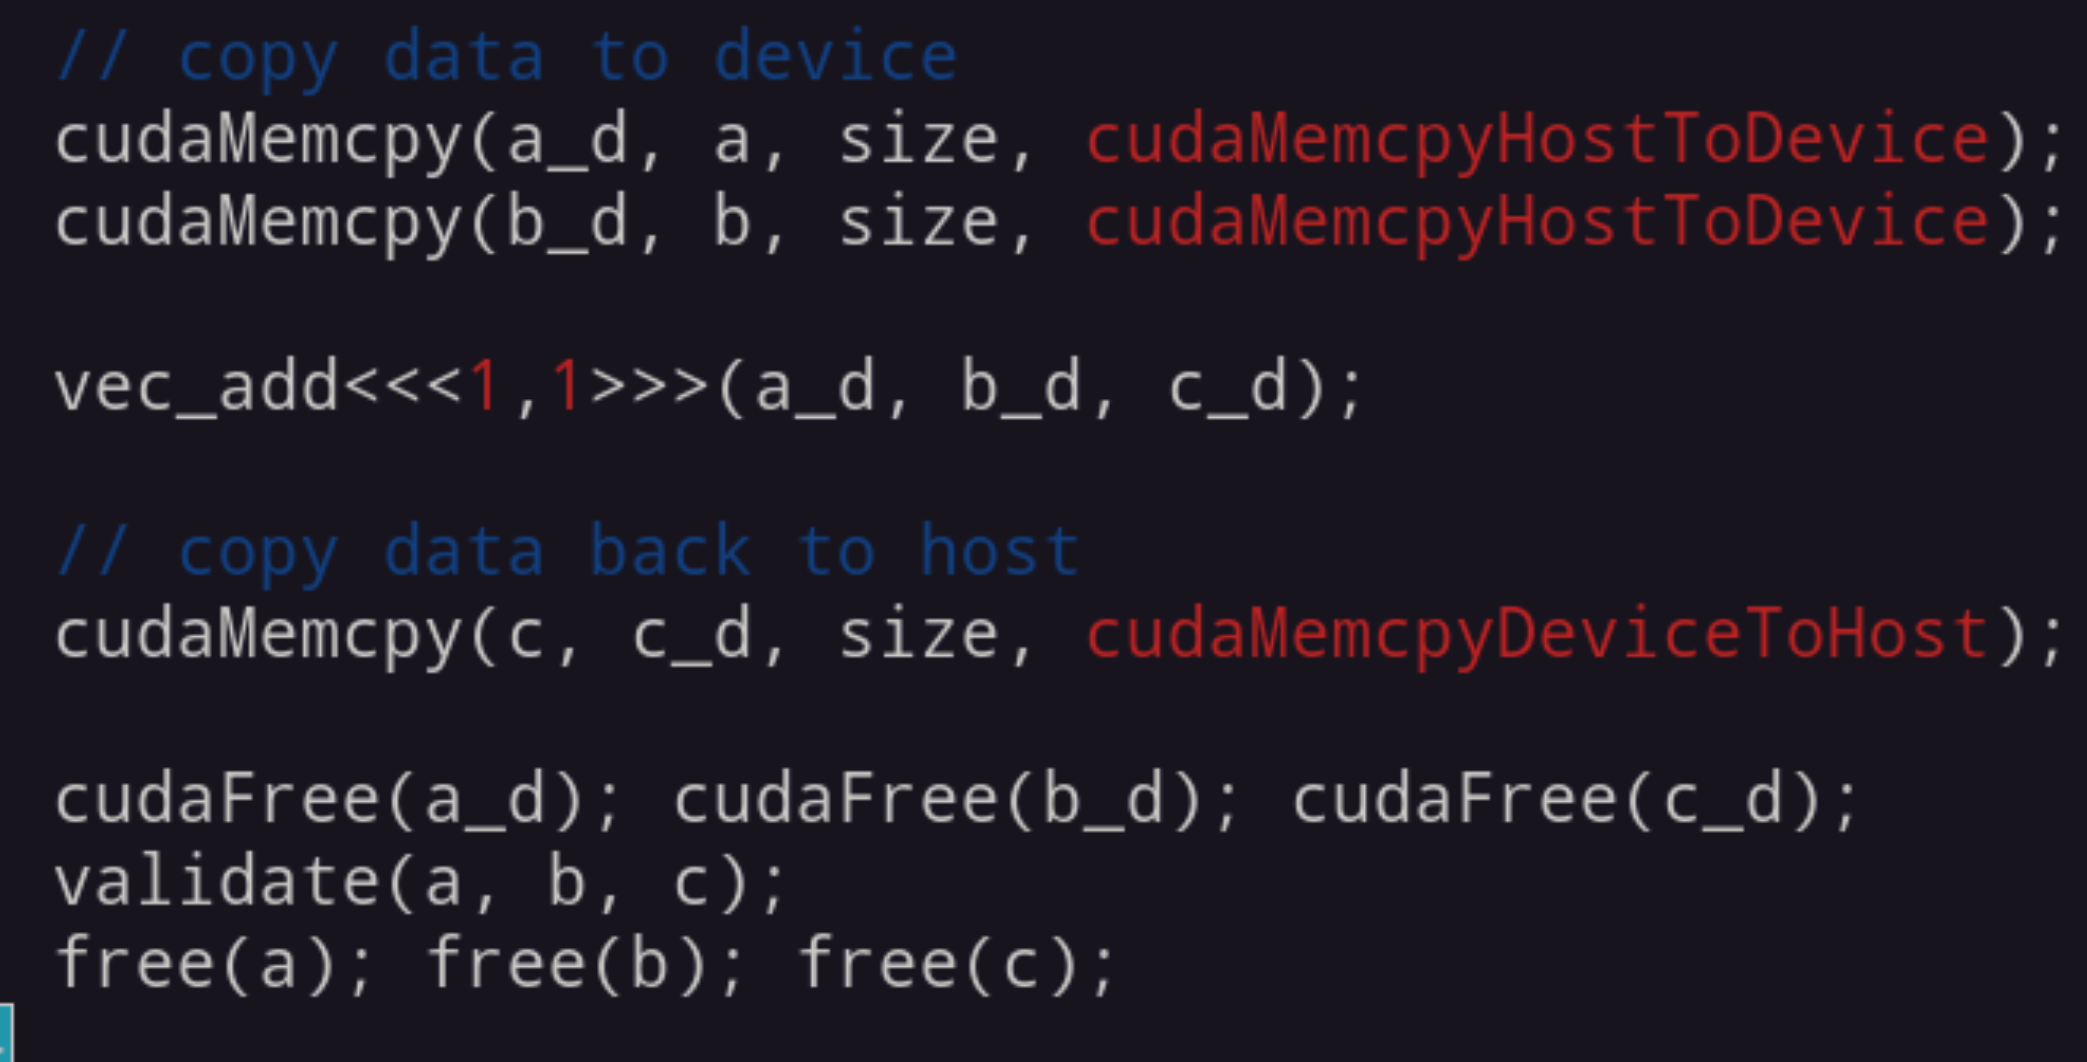 // copy data to device
cudaMemcpy(a_d, a, size, cudaMemcpyHostToDevice);
cudaMemcpy(b_d, b, size, cudaMemcpyHostToDevice);
vec_add<<<1,1>>>(a_d, b_d, c_d);
// copy data back to host
cudaMemcpy(c, c_d, size, cudaMemcpyDeviceToHost);
cudaFree(a_d); cudaFree(b_d); cudaFree(c_d);
validate(a, b, c);
free(a); free(b); free(c);